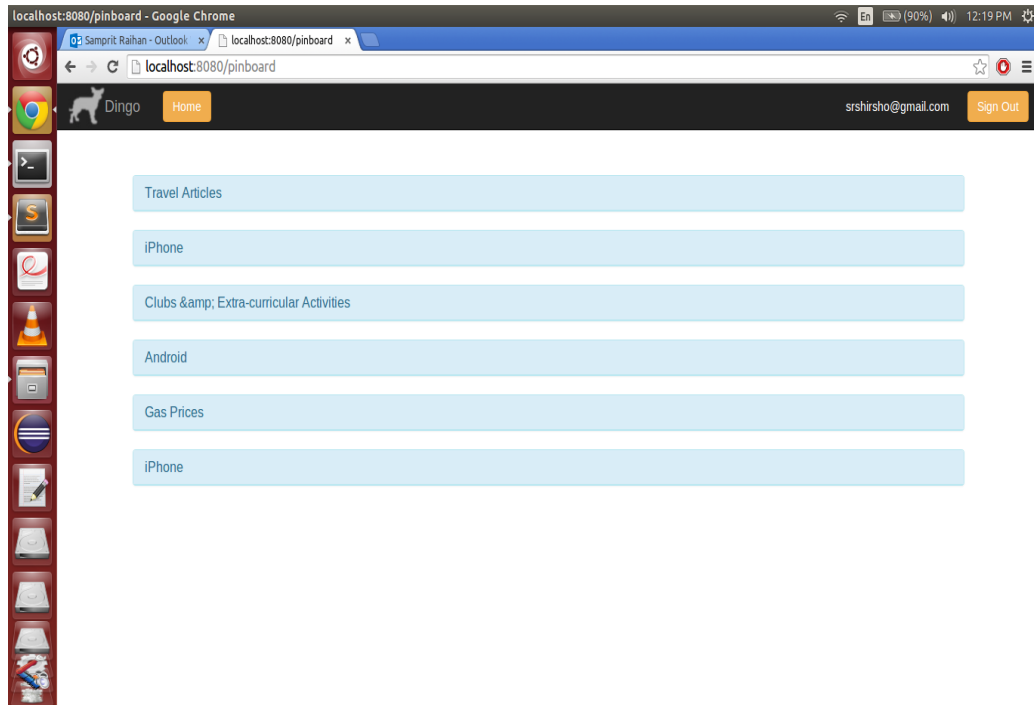 localhost:8080/pinboard - Google Chrome En (90%) 12:19 PM
Samprit Raihan - Outlook × localhost:8080/pinboard ×
localhost:8080/pinboard
Dingo Home srshirsho@gmail.com Sign Out
Travel Articles
iPhone
Clubs &amp; Extra-curricular Activities
Android
Gas Prices
iPhone